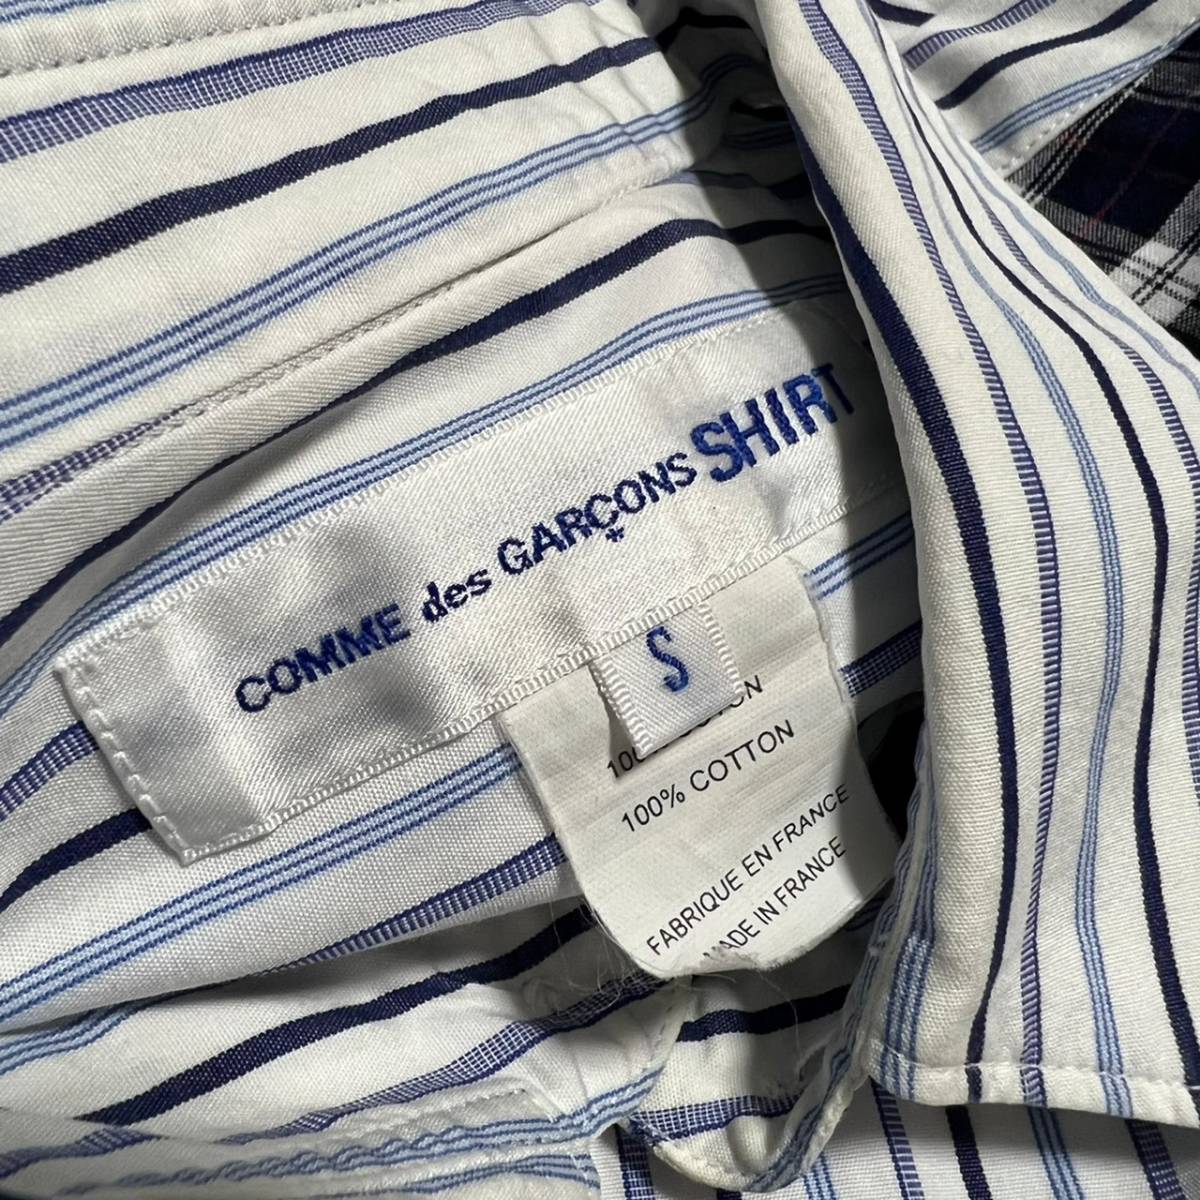 COMME des GARÇONS SHIRT
S
100% COTTON
FABRIQUE EN FRANCE
MADE IN FRANCE